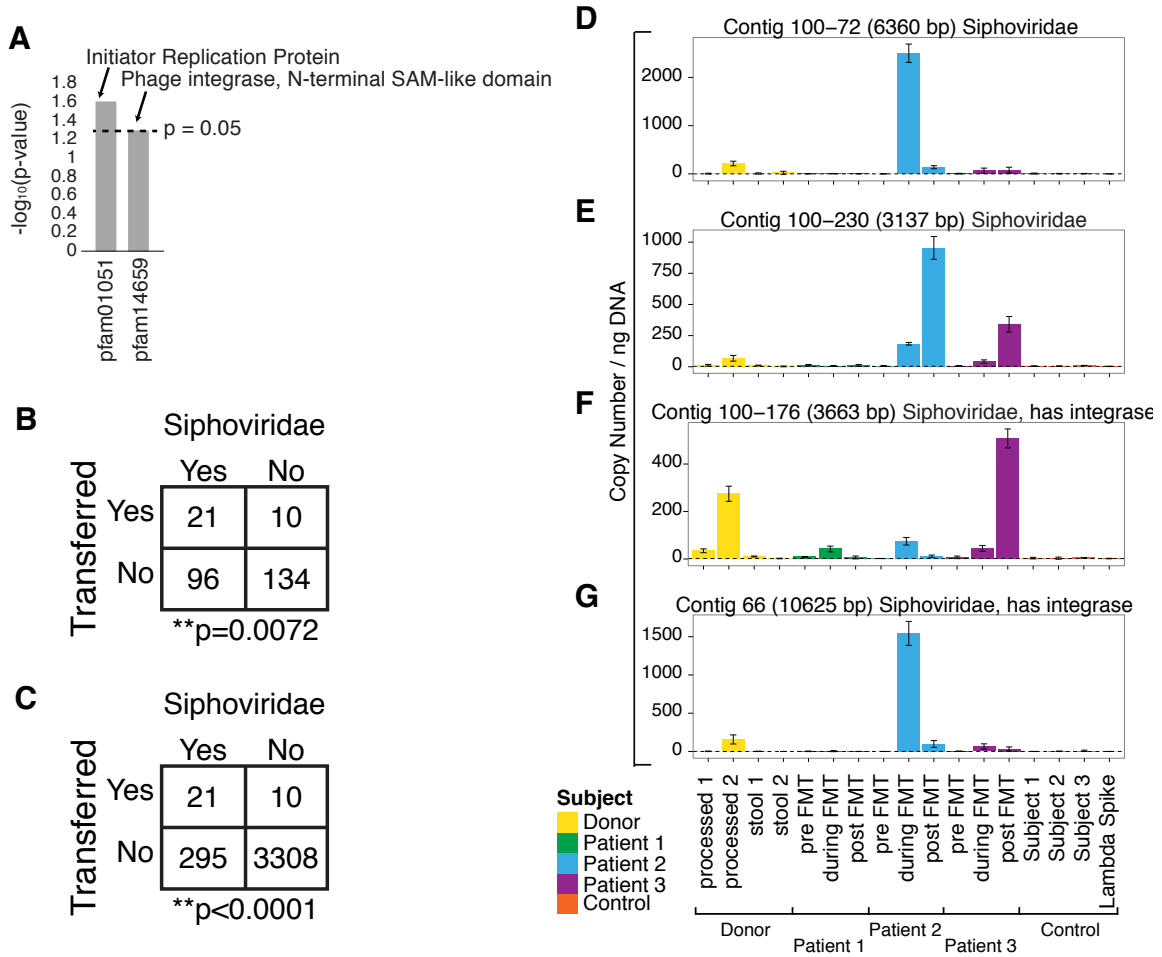 A
Initiator Replication Protein
Phage integrase, N-terminal SAM-like domain
-log10(p-value)
1.8
1.6
1.4
1.2
1
0.8
0.6
0.4
0.2
0
p = 0.05
pfam01051
pfam14659
B
Siphoviridae
Yes No
Transferred
Yes 21 10
No 96 134
**p=0.0072
C
Siphoviridae
Yes No
Transferred
Yes 21 10
No 295 3308
**p<0.0001
Copy Number / ng DNA
D
Contig 100−72 (6360 bp) Siphoviridae
2000
1000
0
E
Contig 100−230 (3137 bp) Siphoviridae
1000
750
500
250
0
F
Contig 100−176 (3663 bp) Siphoviridae, has integrase
400
200
0
G
Contig 66 (10625 bp) Siphoviridae, has integrase
1500
1000
500
0
processed 1
processed 2
stool 1
stool 2
pre FMT
during FMT
post FMT
pre FMT
during FMT
post FMT
pre FMT
during FMT
post FMT
Subject 1
Subject 2
Subject 3
Lambda Spike
Donor
Patient 1
Patient 2
Patient 3
Control
Subject
Donor
Patient 1
Patient 2
Patient 3
Control